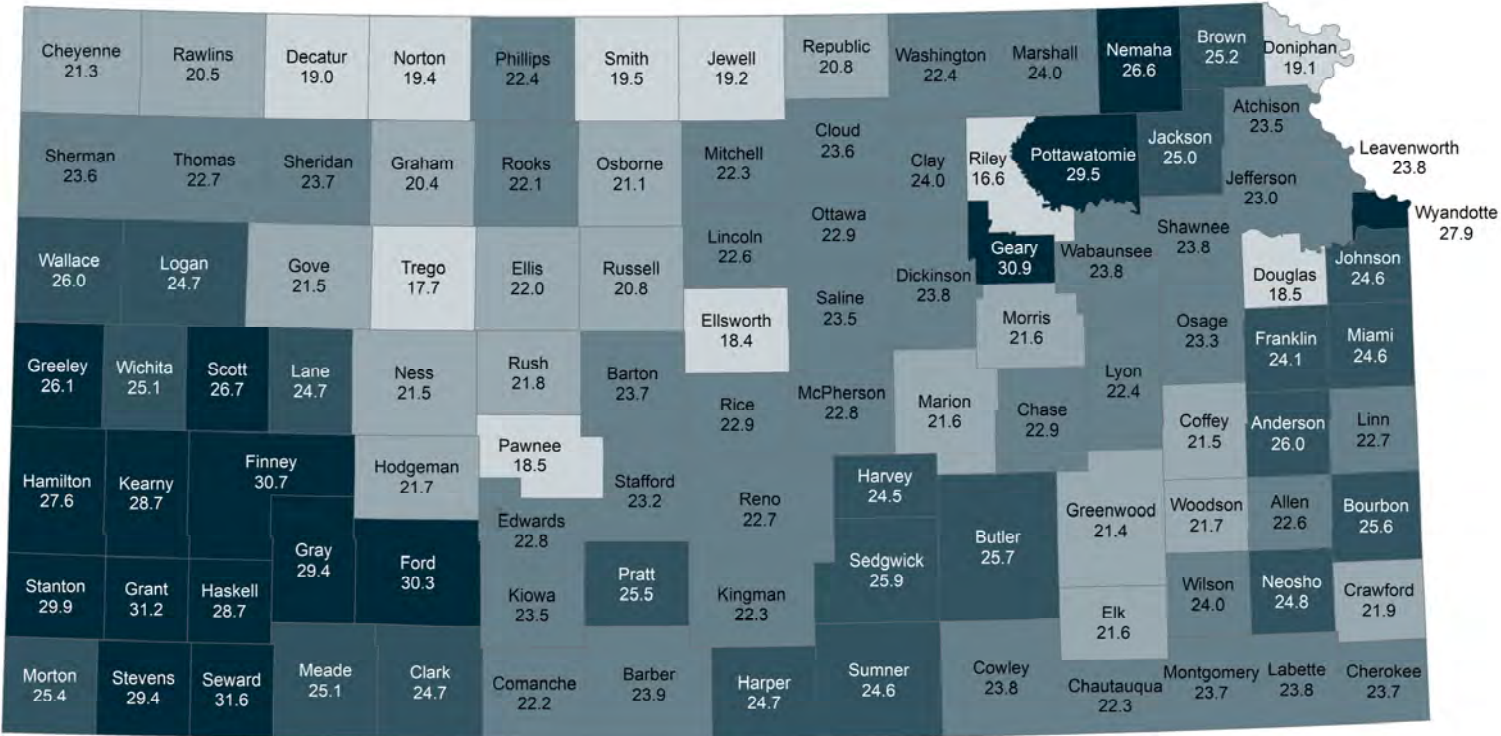 Cheyenne
21.3
Rawlins
20.5
Decatur
19.0
Norton
19.4
Phillips
22.4
Smith
19.5
Jewell
19.2
Republic
20.8
Washington
22.4
Marshall
24.0
Nemaha
26.6
Brown
25.2
Doniphan
19.1
Sherman
23.6
Thomas
22.7
Sheridan
23.7
Graham
20.4
Rooks
22.1
Osborne
21.1
Mitchell
22.3
Cloud
23.6
Clay
24.0
Riley
16.6
Pottawatomie
29.5
Jackson
25.0
Atchison
23.5
Jefferson
23.0
Leavenworth
23.8
Wyandotte
27.9
Wallace
26.0
Logan
24.7
Gove
21.5
Trego
17.7
Ellis
22.0
Russell
20.8
Lincoln
22.6
Ottawa
22.9
Saline
23.5
Dickinson
23.8
Geary
30.9
Wabaunsee
23.8
Shawnee
23.8
Douglas
18.5
Johnson
24.6
Ellsworth
18.4
Morris
21.6
Osage
23.3
Franklin
24.1
Miami
24.6
Greeley
26.1
Wichita
25.1
Scott
26.7
Lane
24.7
Ness
21.5
Rush
21.8
Barton
23.7
Rice
22.9
McPherson
22.8
Marion
21.6
Chase
22.9
Lyon
22.4
Coffey
21.5
Anderson
26.0
Linn
22.7
Hamilton
27.6
Kearny
28.7
Finney
30.7
Hodgeman
21.7
Pawnee
18.5
Stafford
23.2
Reno
22.7
Harvey
24.5
Butler
25.7
Greenwood
21.4
Woodson
21.7
Allen
22.6
Bourbon
25.6
Gray
29.4
Ford
30.3
Edwards
22.8
Kiowa
23.5
Pratt
25.5
Kingman
22.3
Sedgwick
25.9
Elk
21.6
Wilson
24.0
Neosho
24.8
Crawford
21.9
Stanton
29.9
Grant
31.2
Haskell
28.7
Morton
25.4
Stevens
29.4
Seward
31.6
Meade
25.1
Clark
24.7
Comanche
22.2
Barber
23.9
Harper
24.7
Sumner
24.6
Cowley
23.8
Chautauqua
22.3
Montgomery
23.7
Labette
23.8
Cherokee
23.7